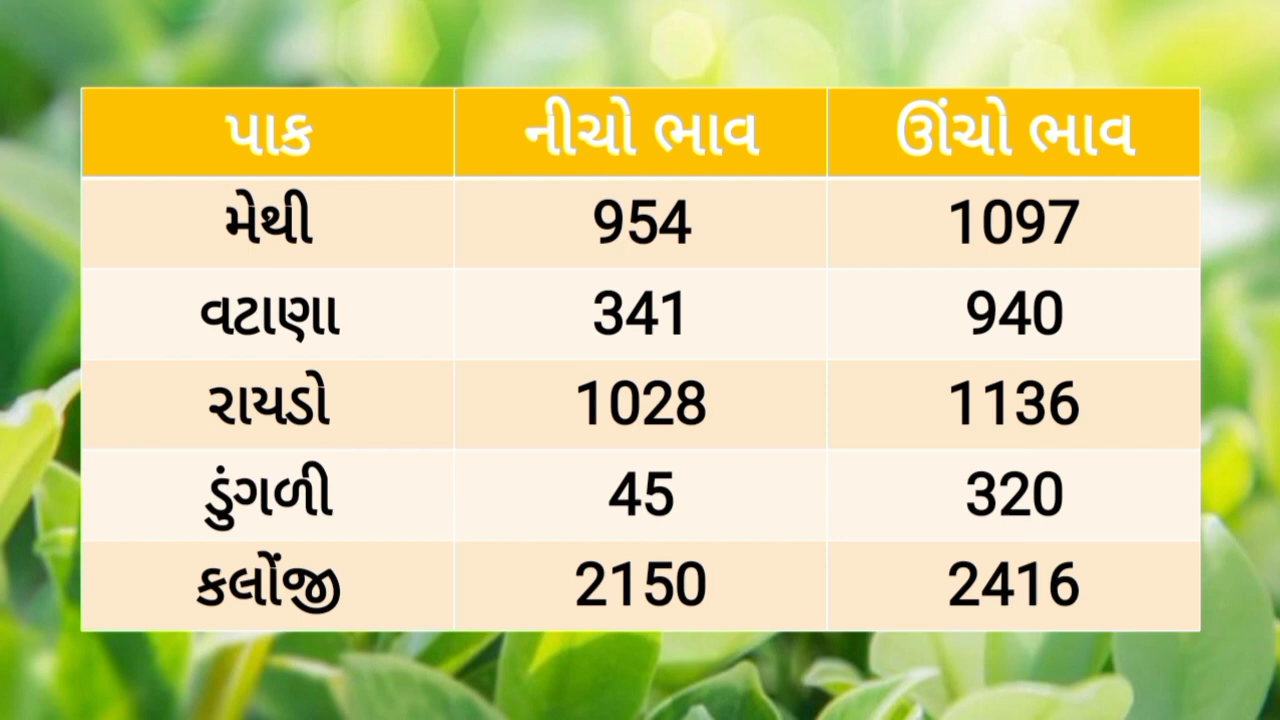 પાક નીચો ભાવ ઊંચો ભાવ
મેથી 954 1097
વટાણા 341 940
રાયડો 1028 1136
ડુંગળી 45 320
કલોંજી 2150 2416